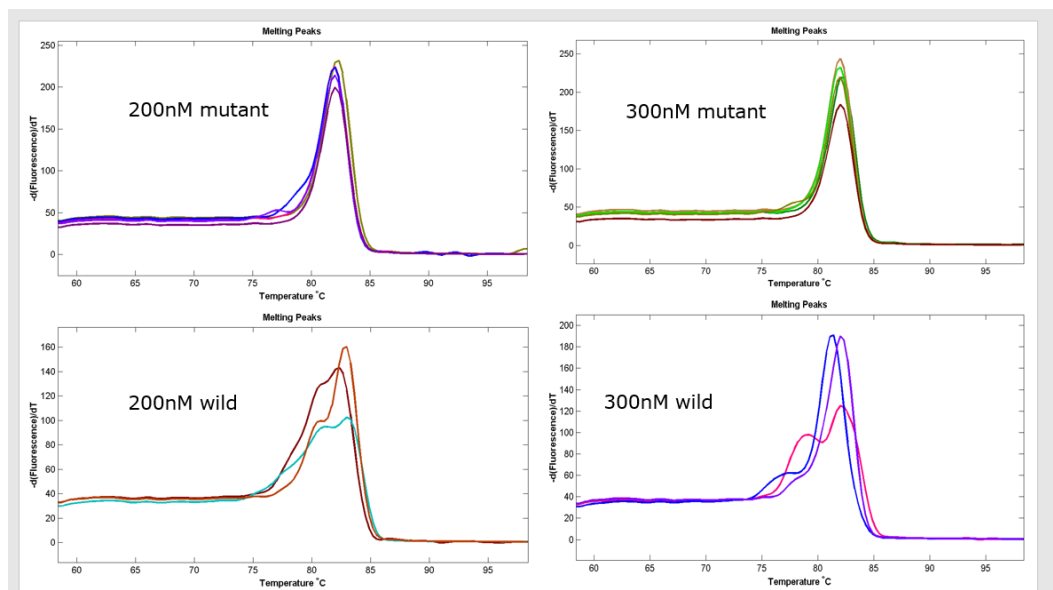 Melting Peaks
-d(Fluorescence)/dT
250
200
150
100
50
0
200nM mutant
60 65 70 75 80 85 90 95
Temperature °C
Melting Peaks
-d(Fluorescence)/dT
250
200
150
100
50
0
300nM mutant
60 65 70 75 80 85 90 95
Temperature °C
Melting Peaks
-d(Fluorescence)/dT
160
140
120
100
80
60
40
20
0
200nM wild
60 65 70 75 80 85 90 95
Temperature °C
Melting Peaks
-d(Fluorescence)/dT
200
180
160
140
120
100
80
60
40
20
0
300nM wild
60 65 70 75 80 85 90 95
Temperature °C